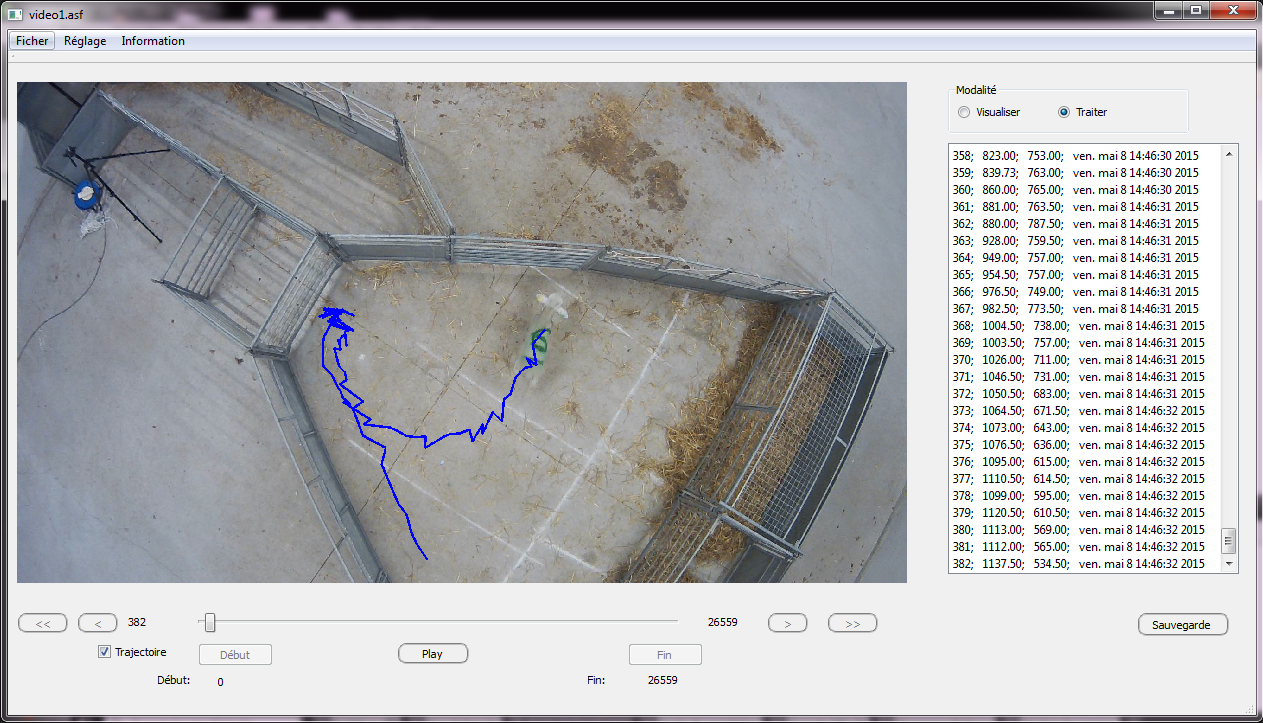 video1.asf
Ficher Réglage Information
Modalité
Visualiser Traiter
358; 823.00; 753.00; ven. mai 8 14:46:30 2015
359; 839.73; 763.00; ven. mai 8 14:46:30 2015
360; 860.00; 765.00; ven. mai 8 14:46:30 2015
361; 881.00; 763.50; ven. mai 8 14:46:31 2015
362; 880.00; 787.50; ven. mai 8 14:46:31 2015
363; 928.00; 759.50; ven. mai 8 14:46:31 2015
364; 949.00; 757.00; ven. mai 8 14:46:31 2015
365; 954.50; 757.00; ven. mai 8 14:46:31 2015
366; 976.50; 749.00; ven. mai 8 14:46:31 2015
367; 982.50; 773.50; ven. mai 8 14:46:31 2015
368; 1004.50; 738.00; ven. mai 8 14:46:31 2015
369; 1003.50; 757.00; ven. mai 8 14:46:31 2015
370; 1026.00; 711.00; ven. mai 8 14:46:31 2015
371; 1046.50; 731.00; ven. mai 8 14:46:31 2015
372; 1050.50; 683.00; ven. mai 8 14:46:31 2015
373; 1064.50; 671.50; ven. mai 8 14:46:32 2015
374; 1073.00; 643.00; ven. mai 8 14:46:32 2015
375; 1076.50; 636.00; ven. mai 8 14:46:32 2015
376; 1095.00; 615.00; ven. mai 8 14:46:32 2015
377; 1110.50; 614.50; ven. mai 8 14:46:32 2015
378; 1099.00; 595.00; ven. mai 8 14:46:32 2015
379; 1120.50; 610.50; ven. mai 8 14:46:32 2015
380; 1113.00; 569.00; ven. mai 8 14:46:32 2015
381; 1112.00; 565.00; ven. mai 8 14:46:32 2015
382; 1137.50; 534.50; ven. mai 8 14:46:32 2015
<< < 382 26559 > >>
Sauvegarde
Trajectoire Début Play Fin
Début: 0 Fin: 26559